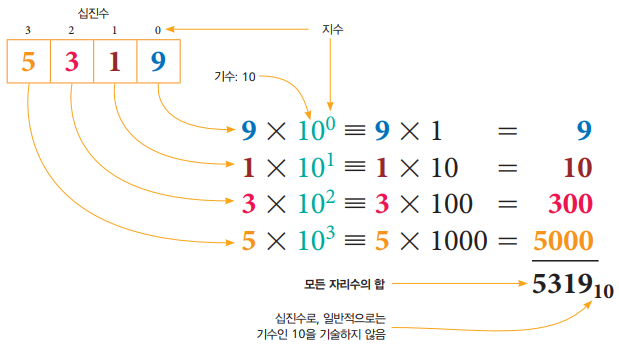 십진수
3 2 1 0
지수
5 3 1 9
기수: 10
9 × 10⁰ ≡ 9 × 1 = 9
1 × 10¹ ≡ 1 × 10 = 10
3 × 10² ≡ 3 × 100 = 300
5 × 10³ ≡ 5 × 1000 = 5000
모든 자리수의 합
5319₁₀
십진수로, 일반적으로는
기수인 10을 기술하지 않음